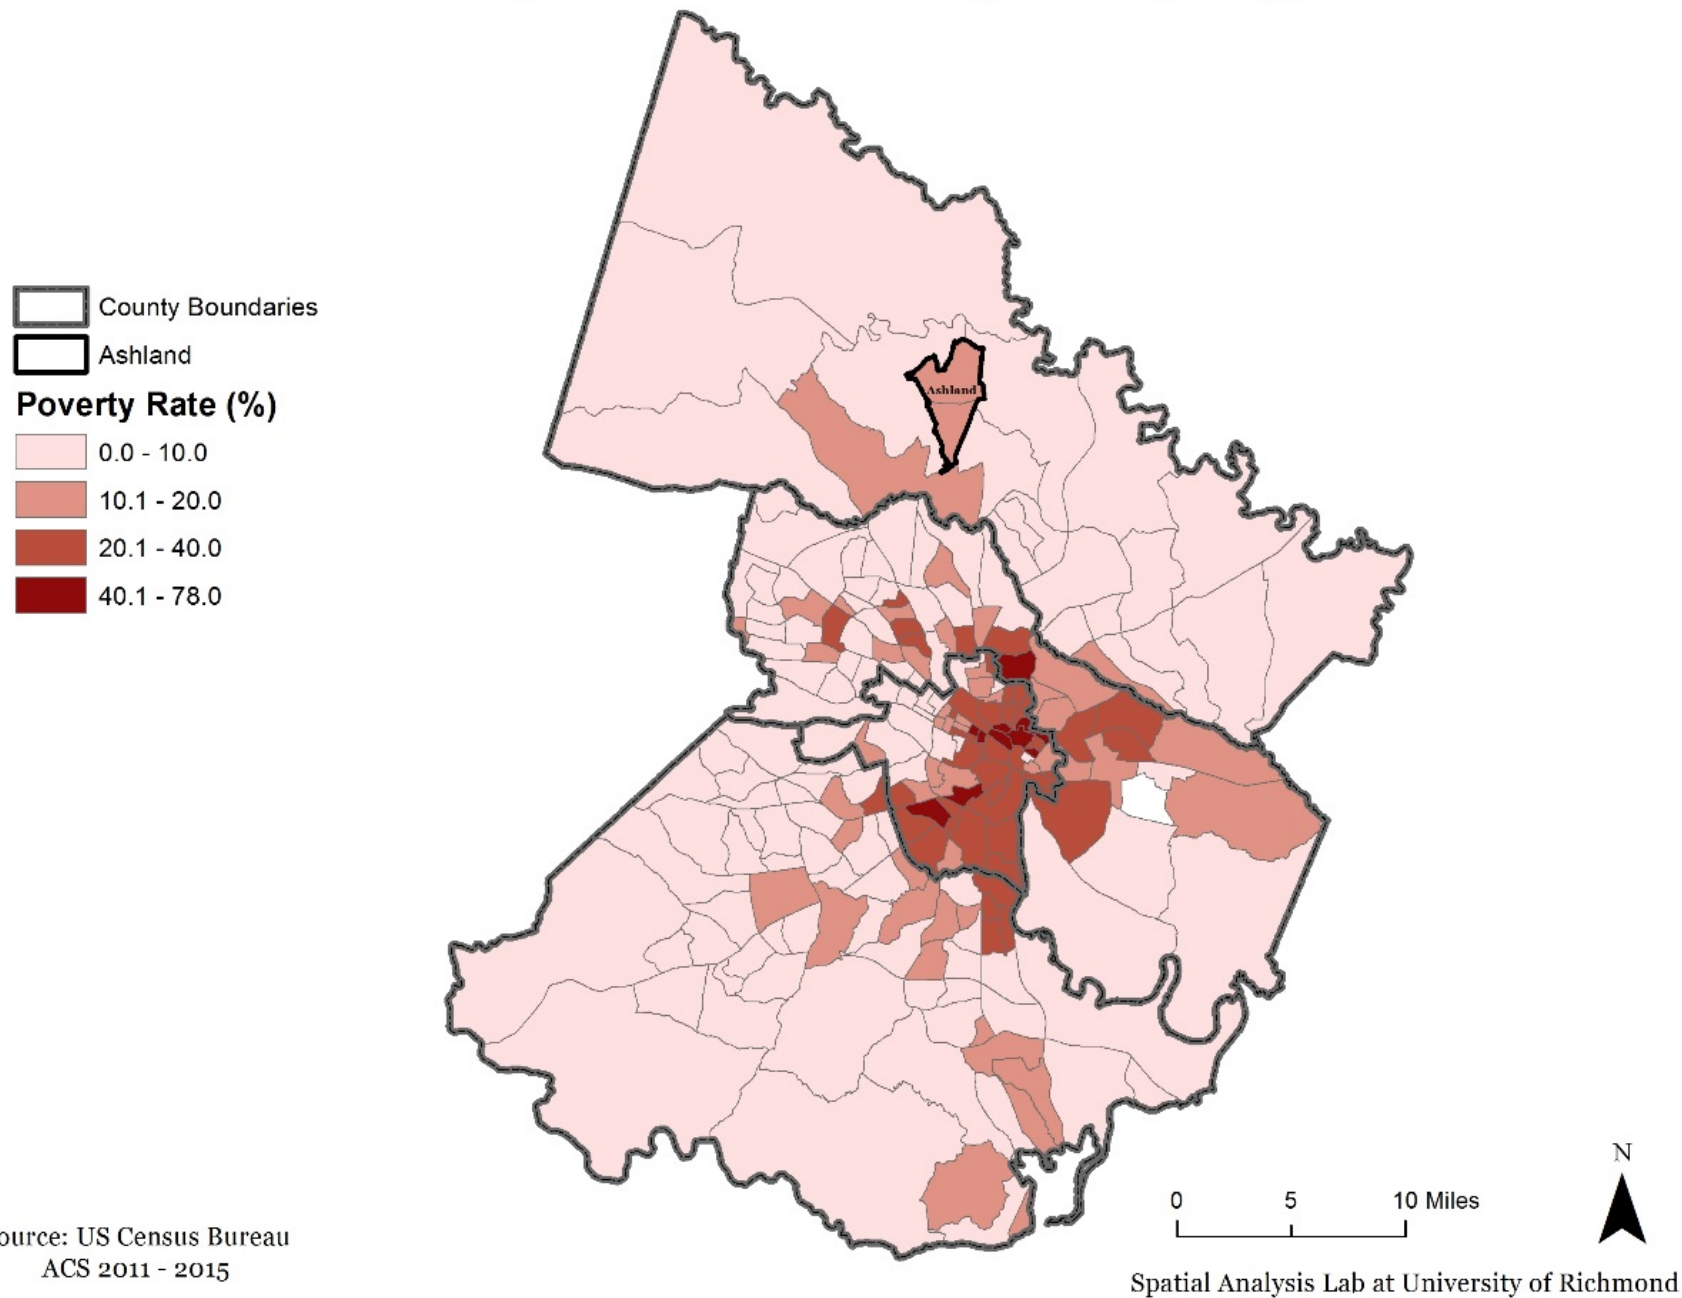 County Boundaries
Ashland
Poverty Rate (%)
0.0 - 10.0
10.1 - 20.0
20.1 - 40.0
40.1 - 78.0
Ashland
N
0 5 10 Miles
ource: US Census Bureau
ACS 2011 - 2015
Spatial Analysis Lab at University of Richmond